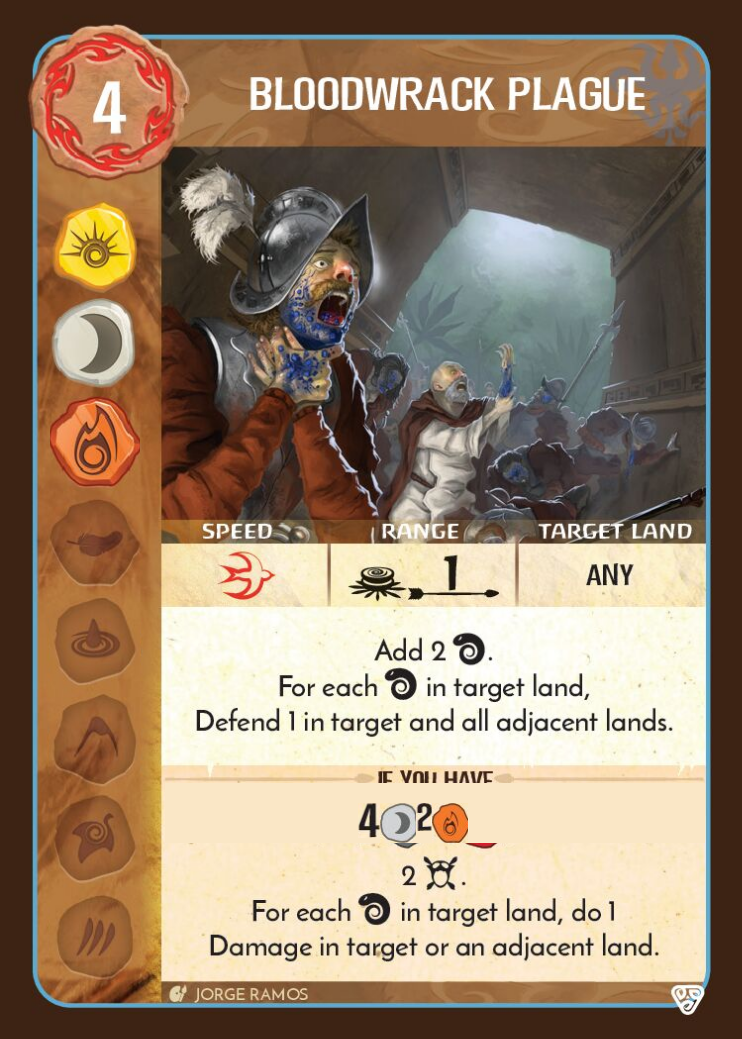 4
BLOODWRACK PLAGUE
SPEED RANGE TARGET LAND
1 ANY
Add 2 .
For each in target land,
Defend 1 in target and all adjacent lands.
IF YOU HAVE
4 2
2 .
For each in target land, do 1
Damage in target or an adjacent land.
JORGE RAMOS